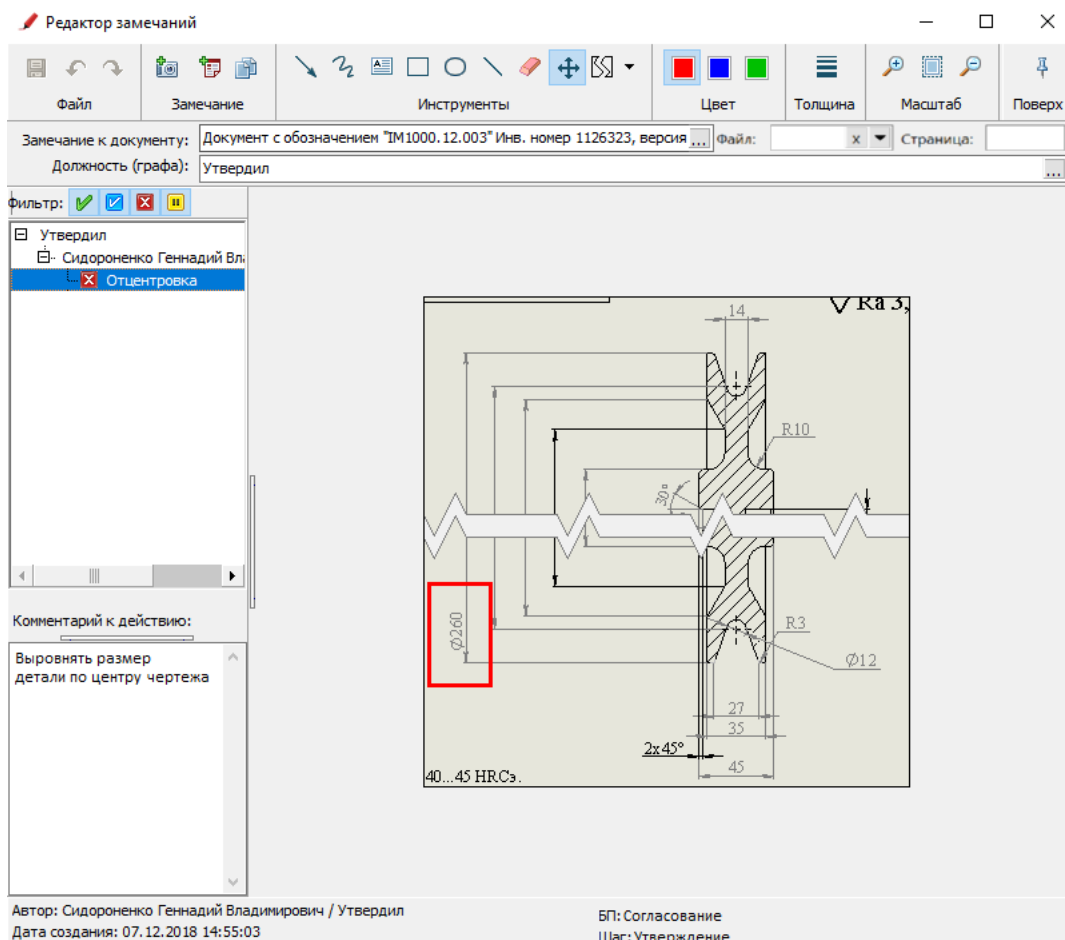 Редактор замечаний
Файл
Замечание
Инструменты
Цвет
Толщина
Масштаб
Поверх
Замечание к документу: Документ с обозначением "IM1000.12.003" Инв. номер 1126323, версия ... Файл: x Страница:
Должность (графа): Утвердил ...
Фильтр:
Утвердил
Сидороненко Геннадий Вла
Отцентровка
Комментарий к действию:
Выровнять размер
детали по центру чертежа
14
Ra 3,
R10
30°
Ø260
R3
Ø12
27
35
2x45°
45
40...45 HRCэ.
Автор: Сидороненко Геннадий Владимирович / Утвердил
БП: Согласование
Дата создания: 07.12.2018 14:55:03
Шаг: Утверждение